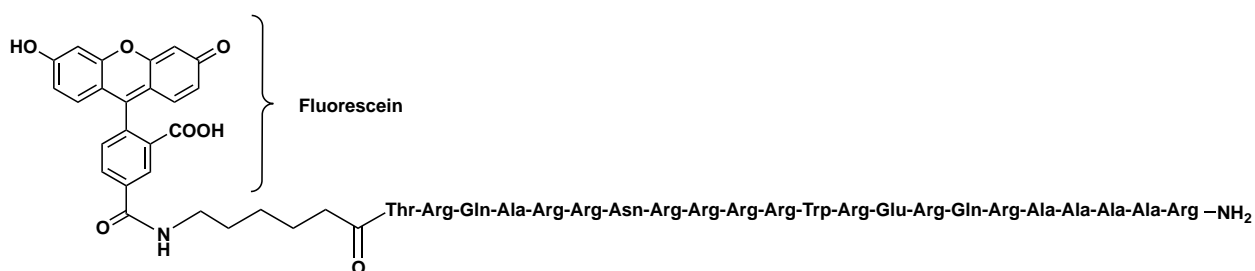 HO
O
O
Fluorescein
COOH
Thr-Arg-Gln-Ala-Arg-Arg-Asn-Arg-Arg-Arg-Arg-Trp-Arg-Glu-Arg-Gln-Arg-Ala-Ala-Ala-Ala-Arg–NH₂
O
N
H
O